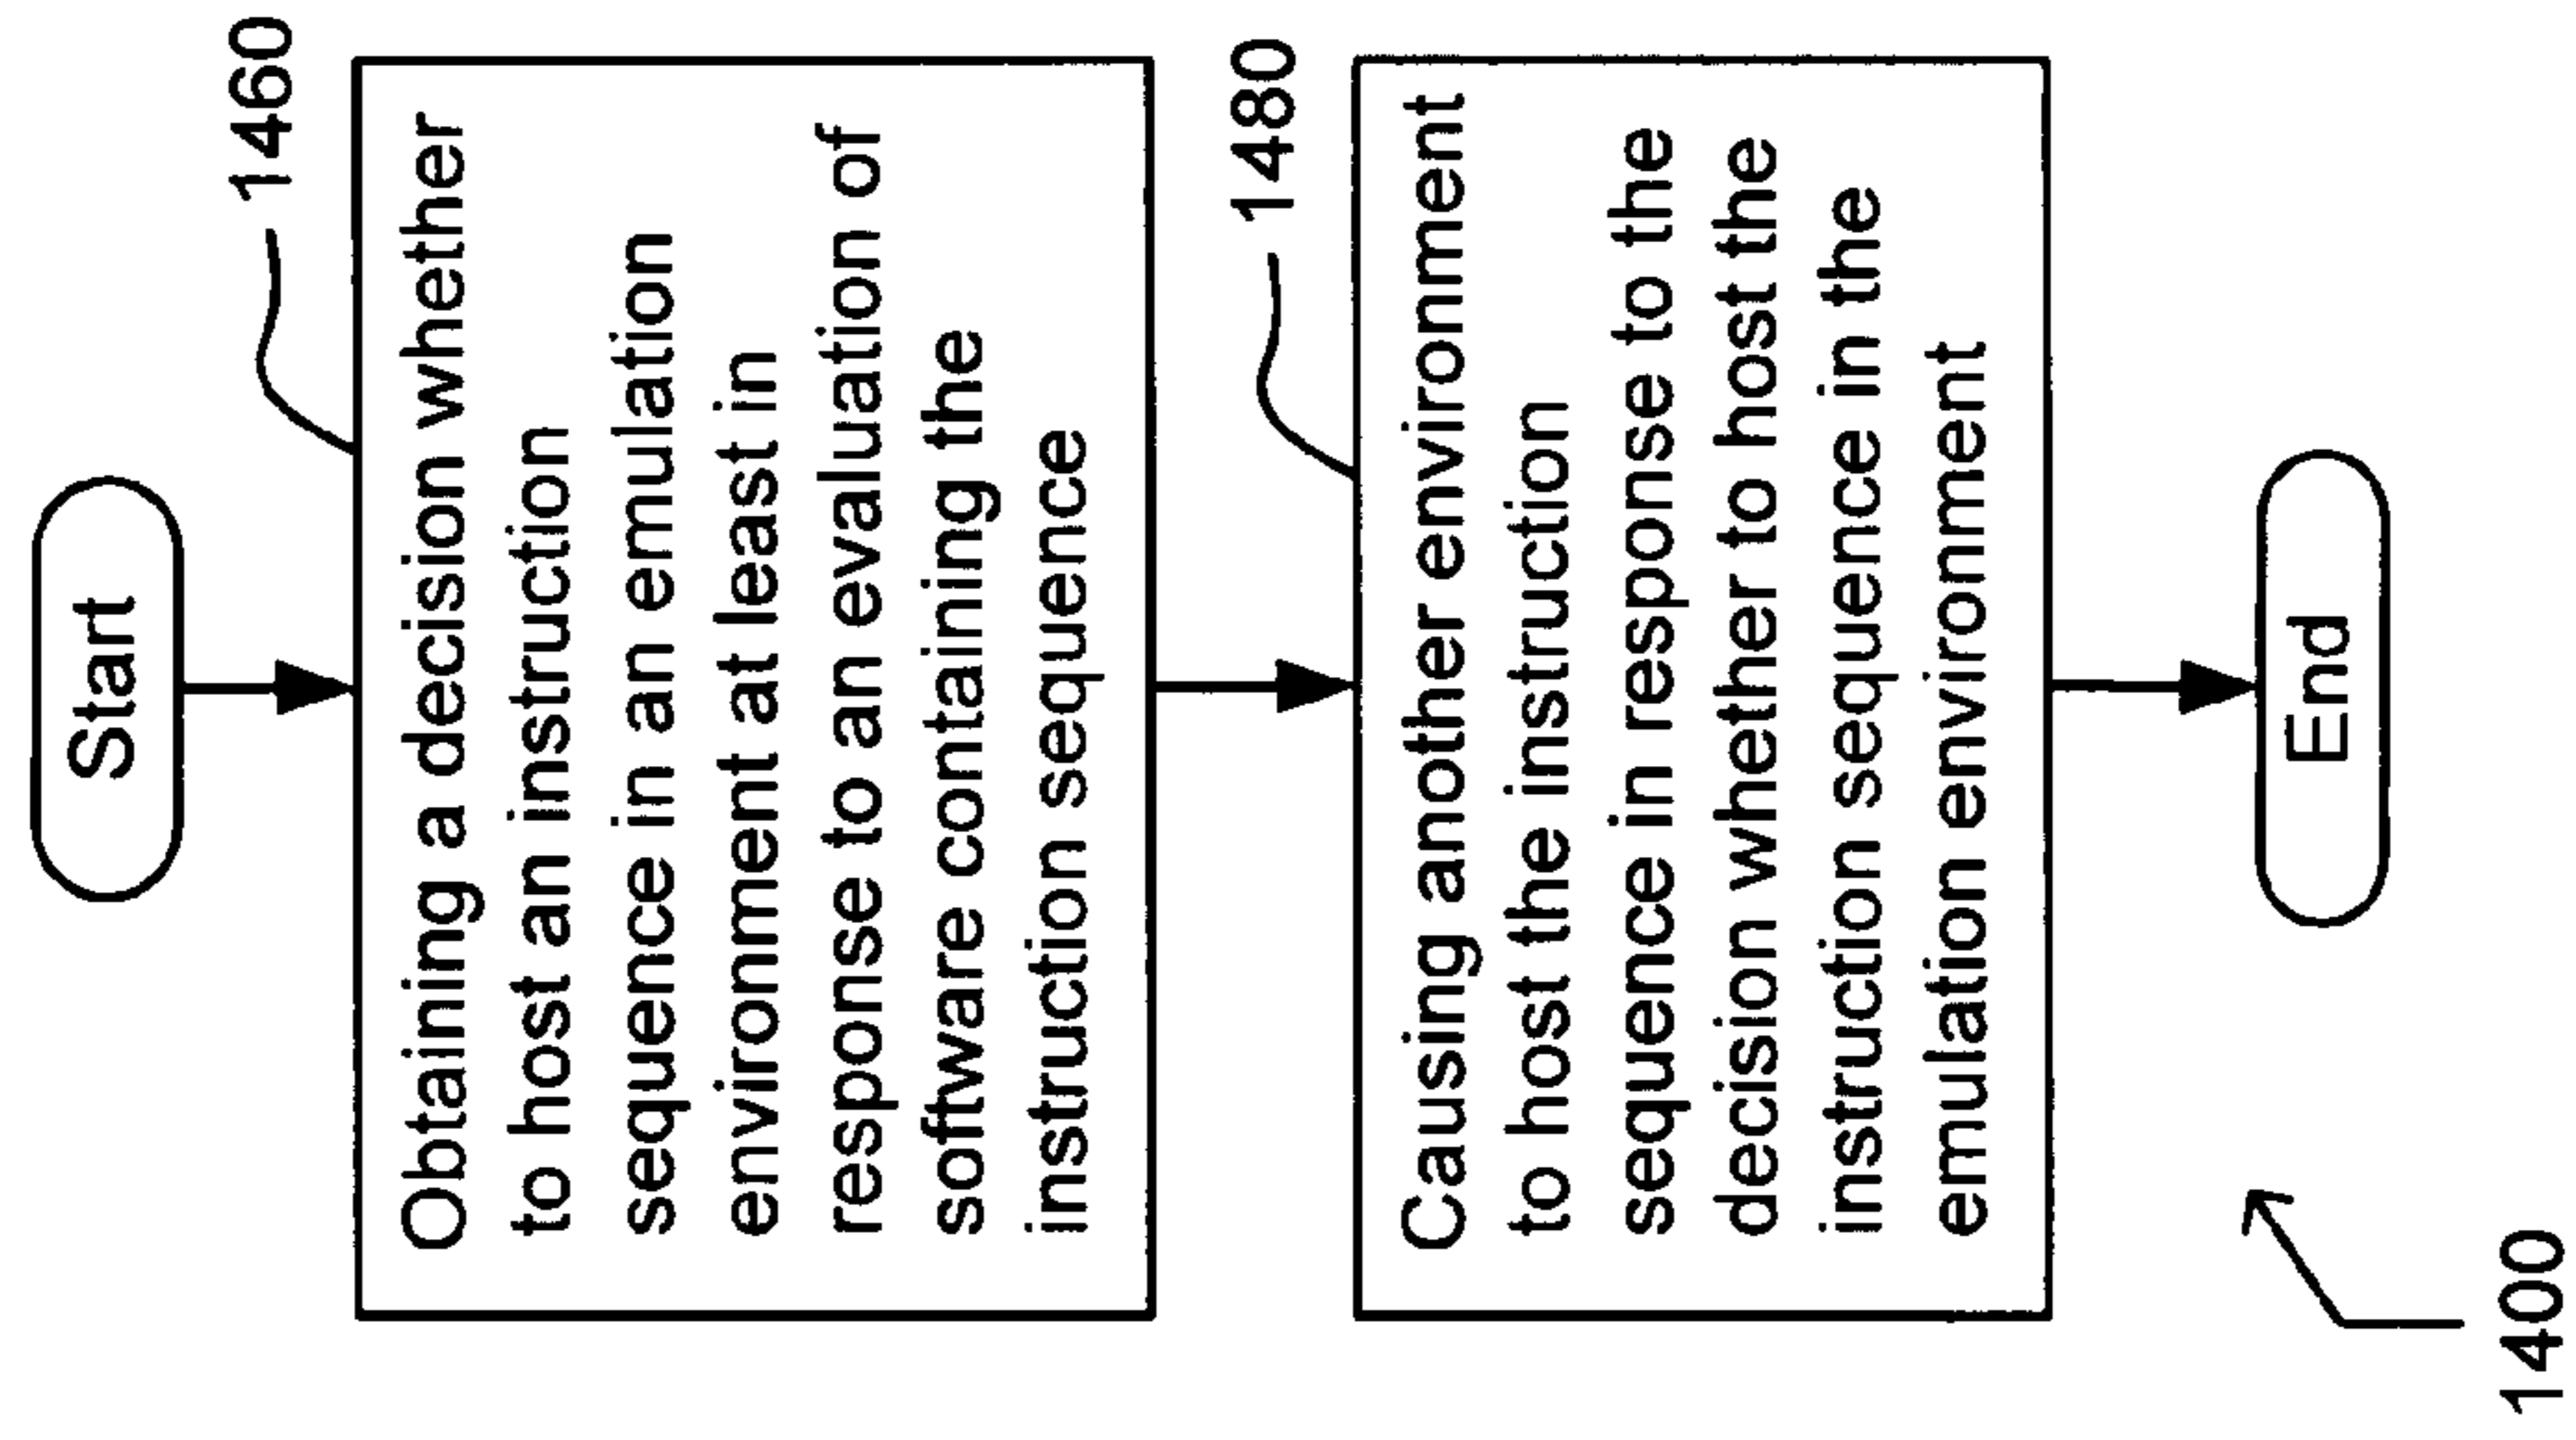 Start
1460
Obtaining a decision whether
to host an instruction
sequence in an emulation
environment at least in
response to an evaluation of
software containing the
instruction sequence
1480
Causing another environment
to host the instruction
sequence in response to the
decision whether to host the
instruction sequence in the
emulation environment
End
1400